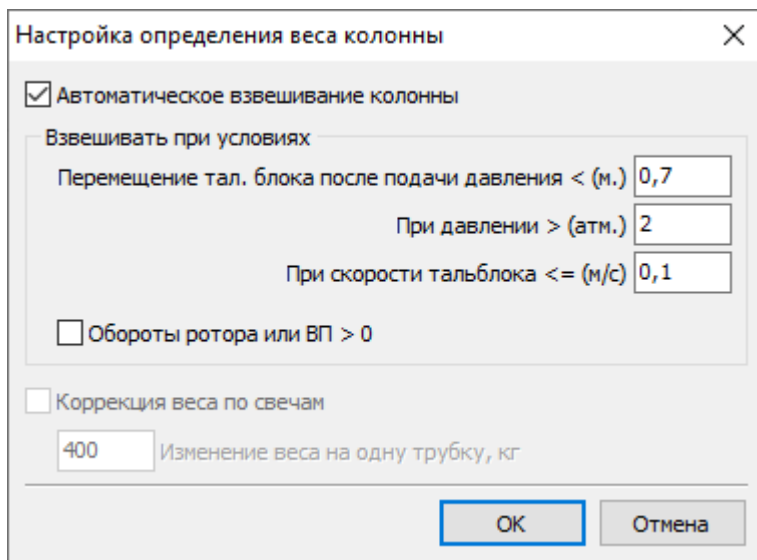 Настройка определения веса колонны
Автоматическое взвешивание колонны
Взвешивать при условиях
Перемещение тал. блока после подачи давления < (м.) 0,7
При давлении > (атм.) 2
При скорости тальблока <= (м/с) 0,1
Обороты ротора или ВП > 0
Коррекция веса по свечам
400 Изменение веса на одну трубку, кг
ОК Отмена